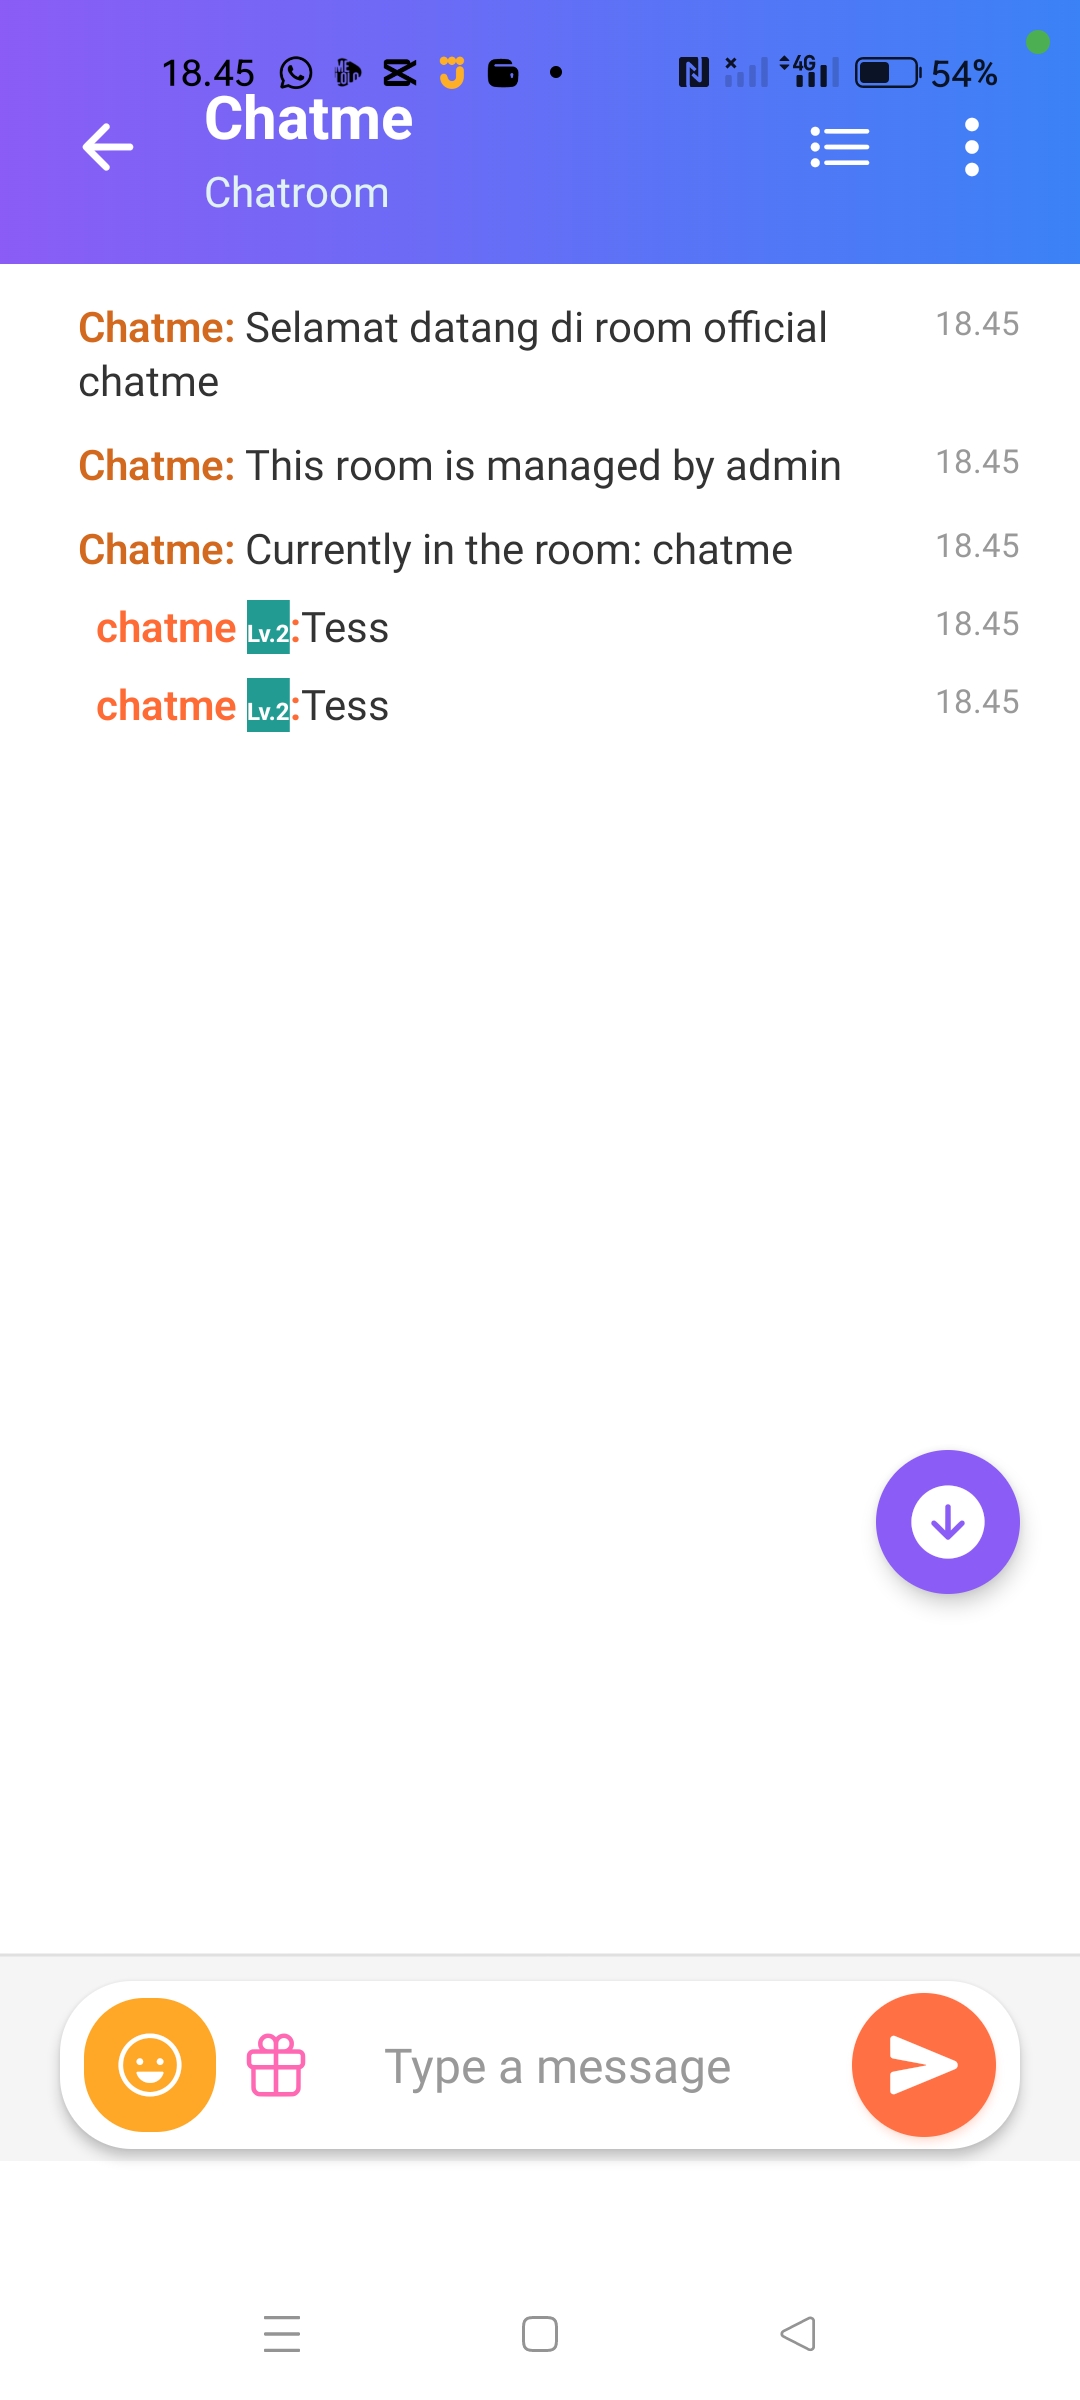 18.45 4G 54%
Chatme
Chatroom
Chatme: Selamat datang di room official 18.45
chatme
Chatme: This room is managed by admin 18.45
Chatme: Currently in the room: chatme 18.45
chatme Lv.2:Tess 18.45
chatme Lv.2:Tess 18.45
Type a message